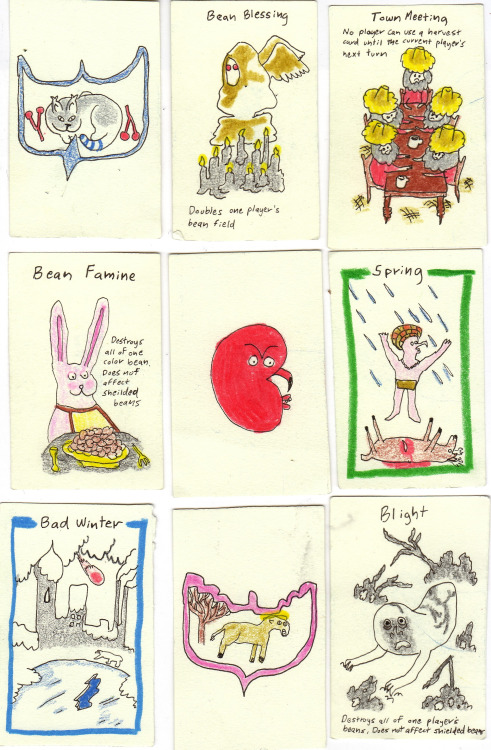 Bean Blessing
Doubles one player's
bean field
Town Meeting
No player can use a harvest
card until the current player's
next turn
Bean Famine
Destroys
all of one
color bean.
Does not
affect
sheilded
beans
Spring
Bad Winter
Blight
Destroys all of one player's
beans. Does not affect shielded beans